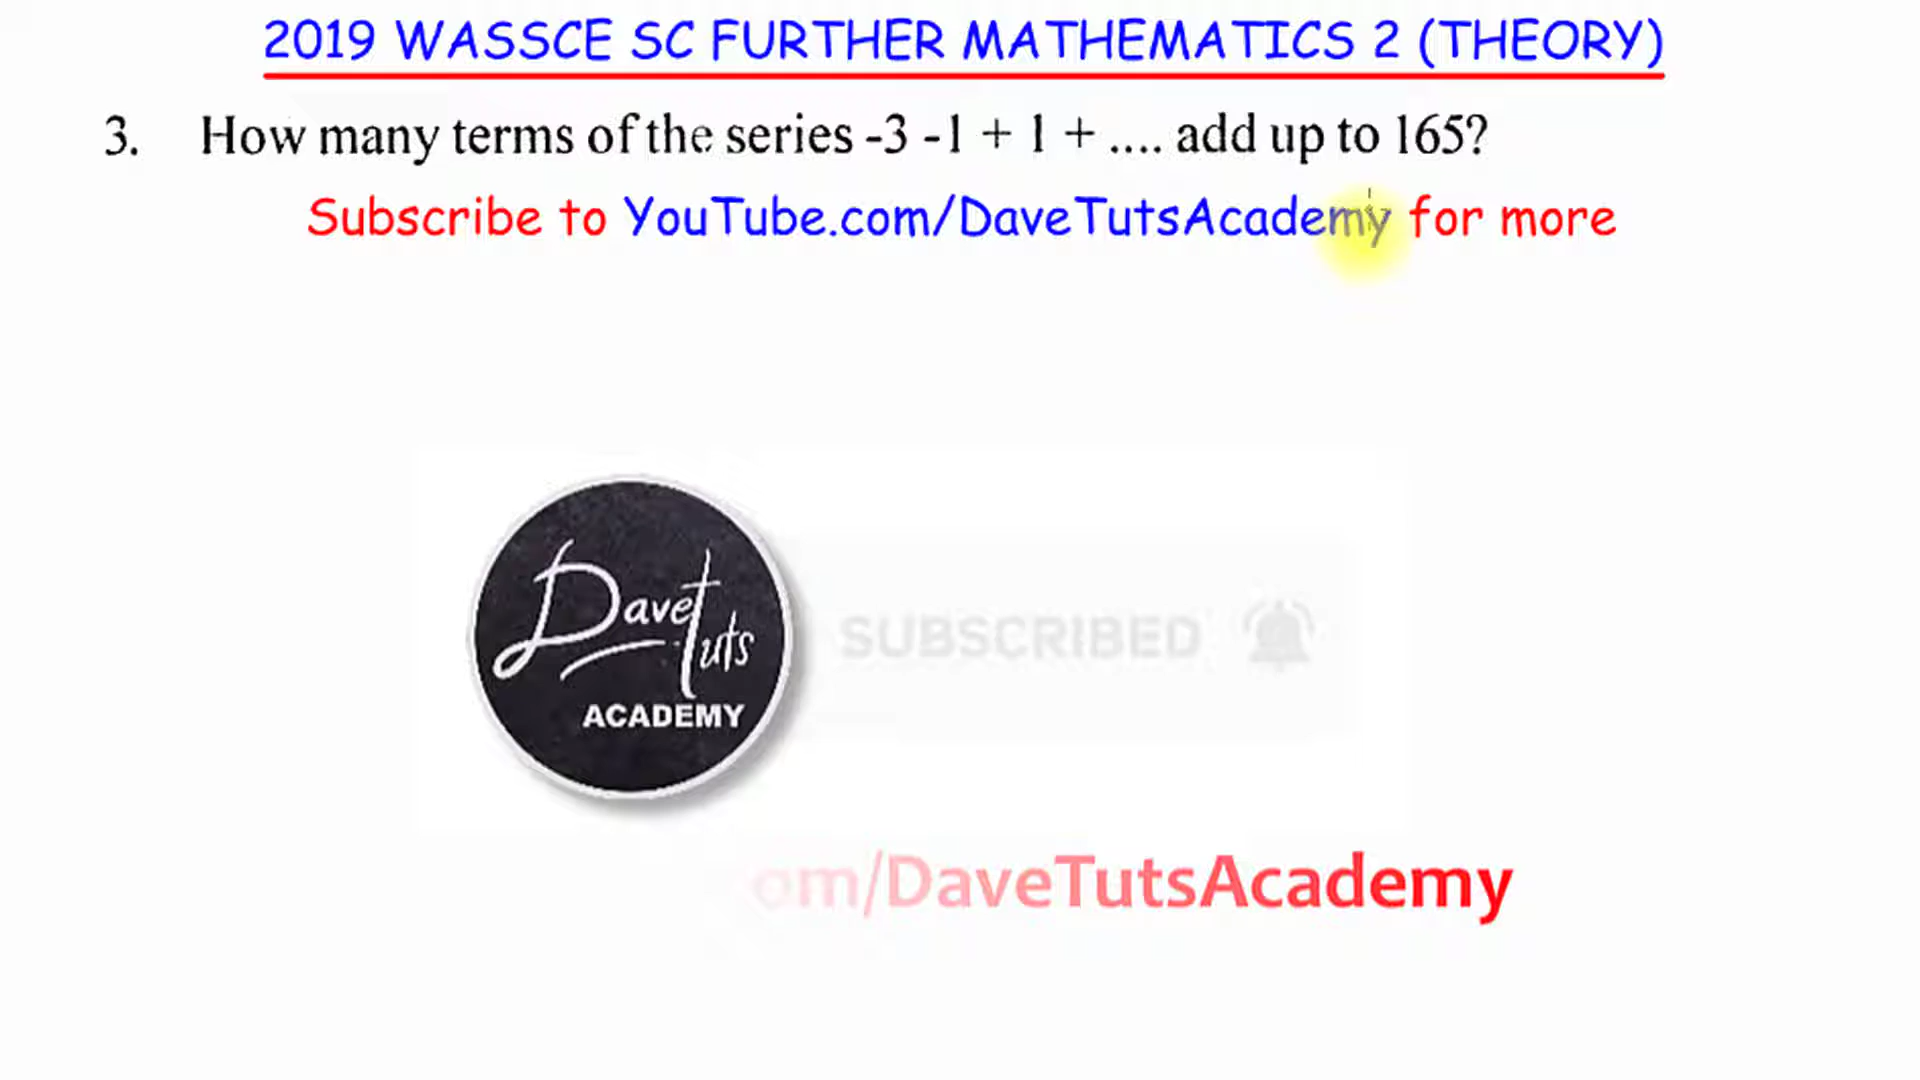 2019 WASSCE SC FURTHER MATHEMATICS 2 (THEORY)
3. How many terms of the series -3 -1 + 1 + .... add up to 165?
Subscribe to YouTube.com/DaveTutsAcademy for more
Dave Tuts
ACADEMY
SUBSCRIBED
om/DaveTutsAcademy